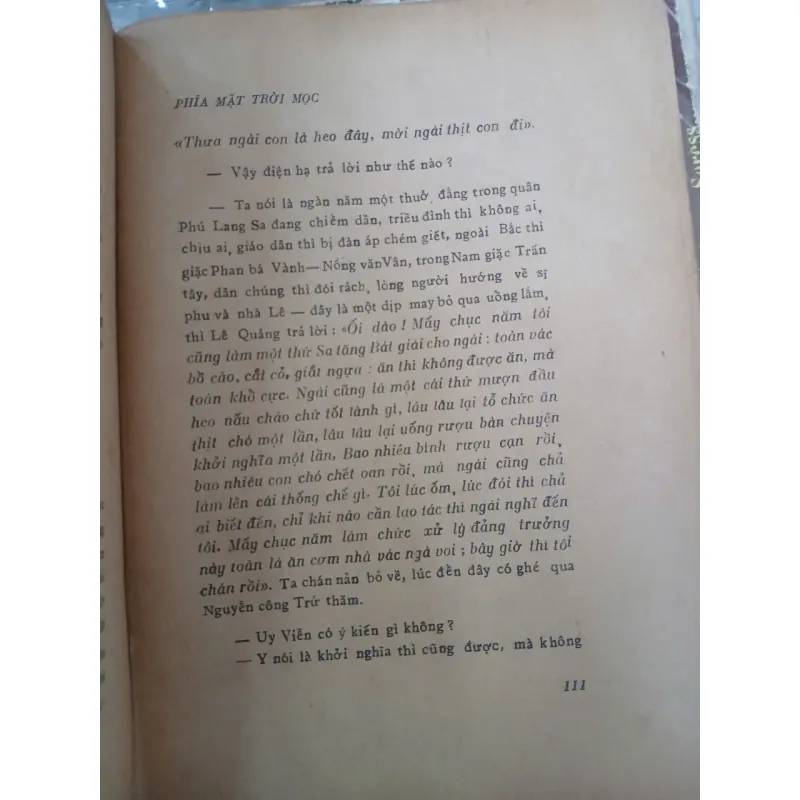 PHÍA MẶT TRỜI MỌC
«Thưa ngài con là heo đây, mời ngài thịt con đi».
— Vậy điện hạ trả lời như thế nào ?
— Ta nói là ngàn năm một thuở, đằng trong quân
Phú Lang Sa đang chiếm dần, triều đình thì không ai,
chịu ai, giáo dân thì bị đàn áp chém giết, ngoài Bắc thì
giặc Phan bá Vành—Nông văn Vân, trong Nam giặc Trấn
tây, dân chúng thì đói rách, lòng người hướng về sị
phu và nhà Lê — đây là một dịp may bỏ qua uổng lắm,
thì Lê Quảng trả lời : «Ối dào ! Mấy chục năm tôi
cũng làm một thứ Sa tăng Bát giái cho ngài : toàn vác
bồ cào, cắt cỏ, giắt ngựa : ăn thì không được ăn, mà
toàn khổ cực. Ngài cũng là một cái thứ mượn đầu
heo nấu cháo chứ tốt lành gì, lâu lâu lại tổ chức ăn
thịt chó một lần, lâu lâu lại uống rượu bàn chuyện
khởi nghĩa một lần, Bao nhiêu bình rượu cạn rồi,
bao nhiêu con chó chết oan rồi, mà ngài cũng chả
làm lên cái thống chế gì. Tôi lúc ốm, lúc đói thì chả
ai biết đến, chỉ khi nào cần lao tác thì ngài nghĩ đến
tôi. Mấy chục năm làm chức xử lý đảng trưởng
này toàn là ăn cơm nhà vác ngà voi ; bây giờ thì tôi
chán rồi». Ta chán nản bỏ về, lúc đến đây có ghé qua
Nguyễn công Trứ thăm.
— Uy Viễn có ý kiến gì không ?
— Y nói là khởi nghĩa thì cũng được, mà không
111